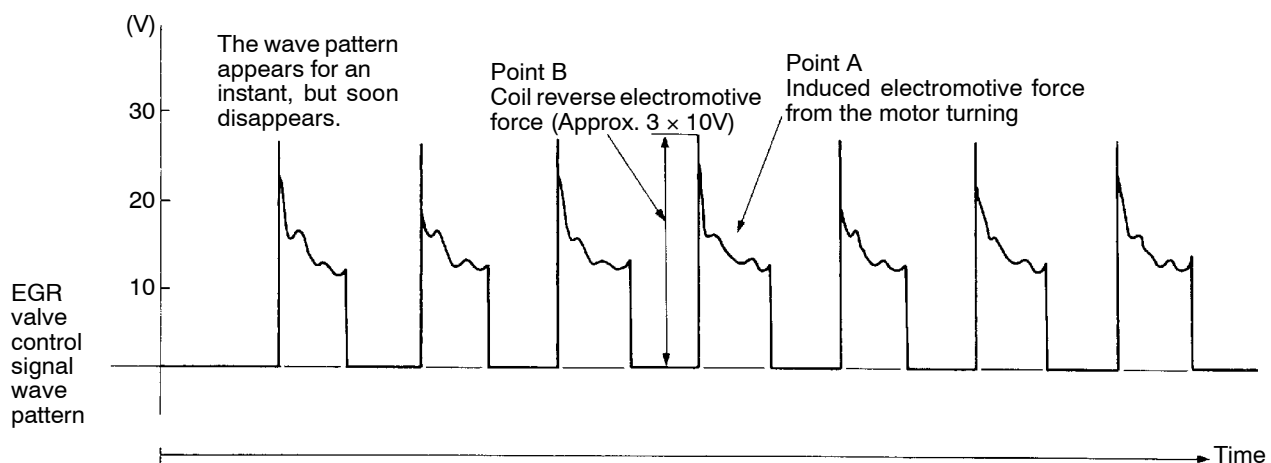 (V)
The wave pattern
appears for an
instant, but soon
disappears.
Point B
Coil reverse electromotive
force (Approx. 3 × 10V)
Point A
Induced electromotive force
from the motor turning
30
20
10
EGR
valve
control
signal
wave
pattern
Time